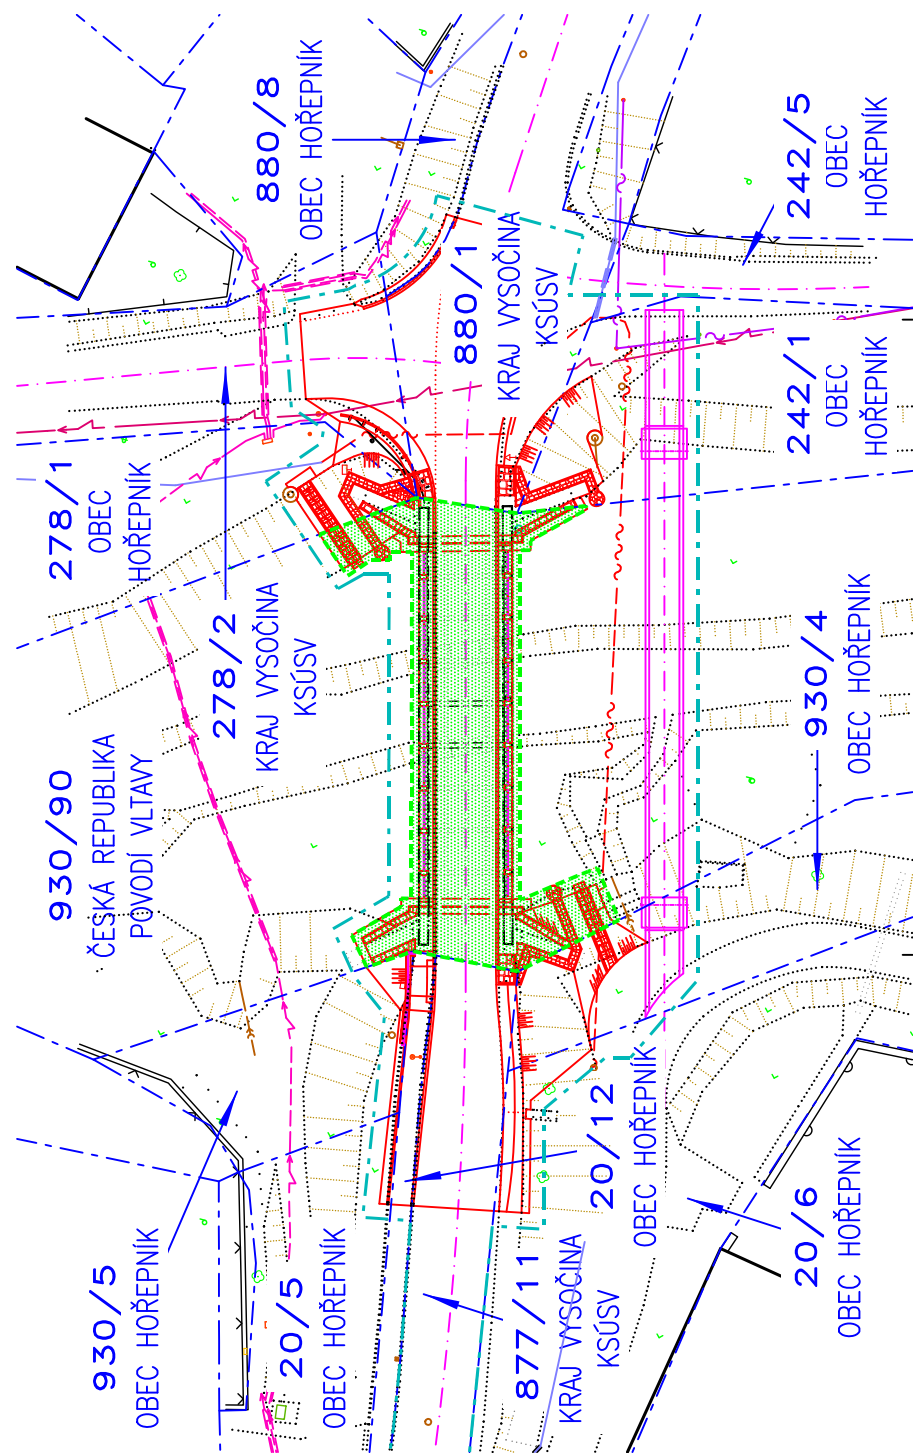 880/8
OBEC HOŘEPNÍK
242/5
OBEC
HOŘEPNÍK
880/1
KRAJ VYSOČINA
KSÚSV
242/1
OBEC
HOŘEPNÍK
278/1
OBEC
HOŘEPNÍK
278/2
KRAJ VYSOČINA
KSÚSV
930/4
OBEC HOŘEPNÍK
930/90
ČESKÁ REPUBLIKA
POVODÍ VLTAVY
20/12
OBEC HOŘEPNÍK
20/6
OBEC HOŘEPNÍK
930/5
OBEC HOŘEPNÍK
20/5
OBEC HOŘEPNÍK
877/11
KRAJ VYSOČINA
KSÚSV